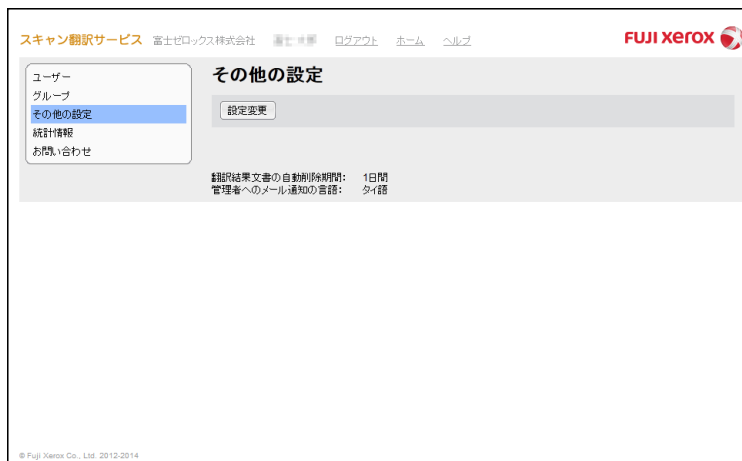 スキャン翻訳サービス 富士ゼロックス株式会社 ログアウト ホーム ヘルプ
FUJI xerox
ユーザー
グループ
その他の設定
統計情報
お問い合わせ
その他の設定
設定変更
翻訳結果文書の自動削除期間: 1日間
管理者へのメール通知の言語: タイ語
© Fuji Xerox Co., Ltd. 2012-2014